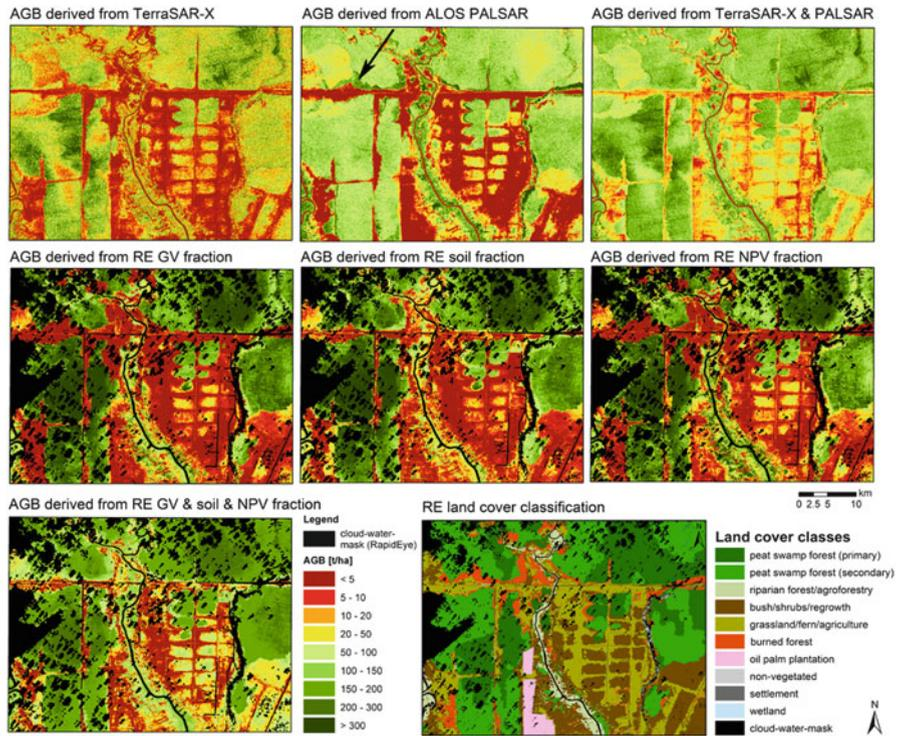 AGB derived from TerraSAR-X
AGB derived from ALOS PALSAR
AGB derived from TerraSAR-X & PALSAR
AGB derived from RE GV fraction
AGB derived from RE soil fraction
AGB derived from RE NPV fraction
km
0 2.5 5 10
AGB derived from RE GV & soil & NPV fraction
Legend
cloud-water-
mask (RapidEye)
AGB [t/ha]
< 5
5 - 10
10 - 20
20 - 50
50 - 100
100 - 150
150 - 200
200 - 300
> 300
RE land cover classification
N
Land cover classes
peat swamp forest (primary)
peat swamp forest (secondary)
riparian forest/agroforestry
bush/shrubs/regrowth
grassland/fern/agriculture
burned forest
oil palm plantation
non-vegetated
settlement
wetland
cloud-water-mask
N